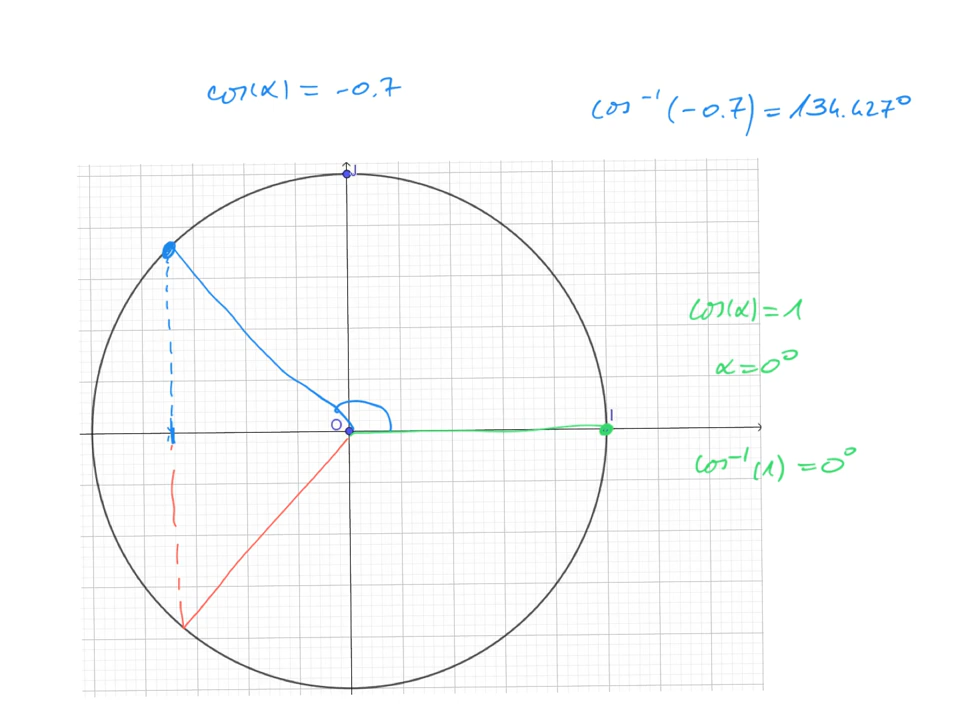 cos(α) = -0.7
cos⁻¹(-0.7) = 134.427°
J
cos(α) = 1
α = 0°
I
O
cos⁻¹(1) = 0°